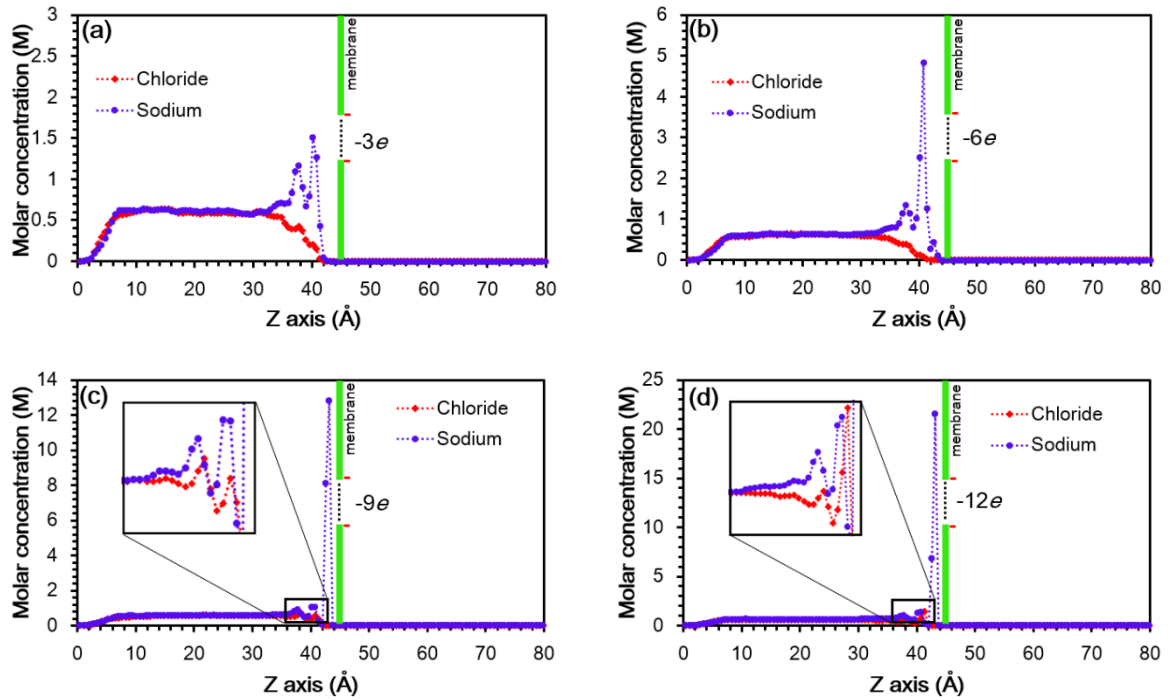 (a)
Molar concentration (M)
3
2.5
2
1.5
1
0.5
0
Chloride
Sodium
membrane
-3e
0 10 20 30 40 50 60 70 80
Z axis (Å)
(b)
Molar concentration (M)
6
5
4
3
2
1
0
Chloride
Sodium
membrane
-6e
0 10 20 30 40 50 60 70 80
Z axis (Å)
(c)
Molar concentration (M)
14
12
10
8
6
4
2
0
membrane
Chloride
Sodium
-9e
0 10 20 30 40 50 60 70 80
Z axis (Å)
(d)
Molar concentration (M)
25
20
15
10
5
0
membrane
Chloride
Sodium
-12e
0 10 20 30 40 50 60 70 80
Z axis (Å)